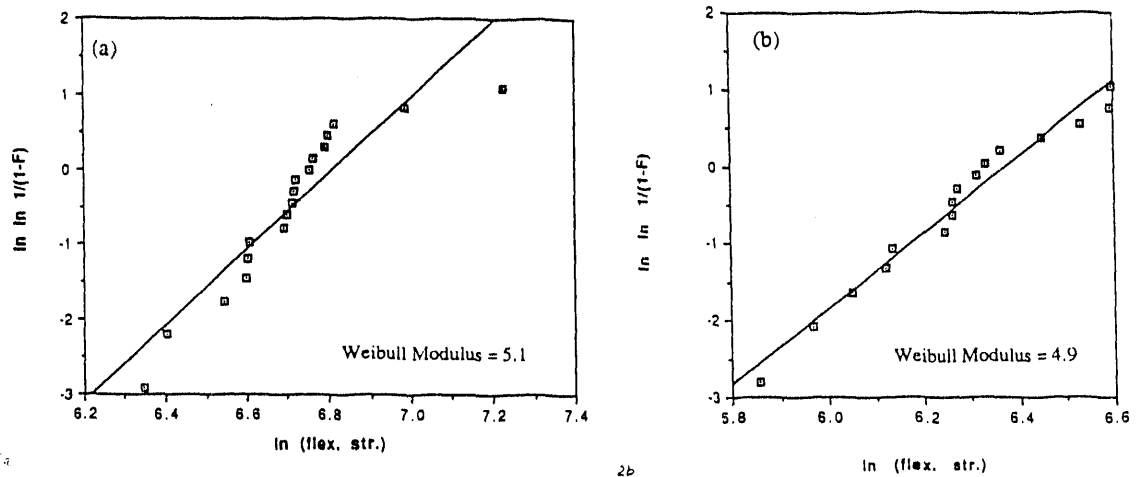 (a)
2
1
0
-1
-2
-3
ln ln 1/(1-F)
Weibull Modulus = 5.1
6.2 6.4 6.6 6.8 7.0 7.2 7.4
ln (flex. str.)
(b)
2
1
0
-1
-2
-3
ln ln 1/(1-F)
Weibull Modulus = 4.9
5.8 6.0 6.2 6.4 6.6
ln (flex. str.)
2b